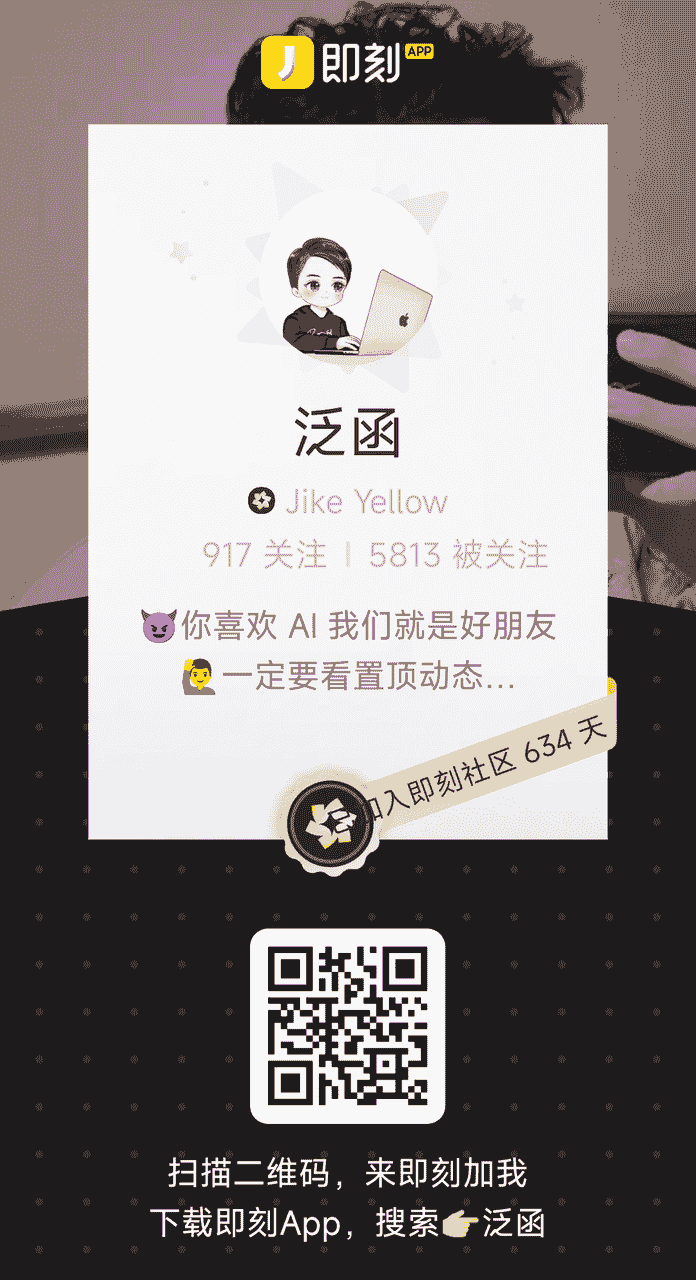 即刻 APP
泛函
Jike Yellow
917 关注 | 5813 被关注
😈你喜欢 AI 我们就是好朋友
🙋‍♂️一定要看置顶动态...
加入即刻社区 634 天
扫描二维码，来即刻加我
下载即刻App，搜索👉泛函